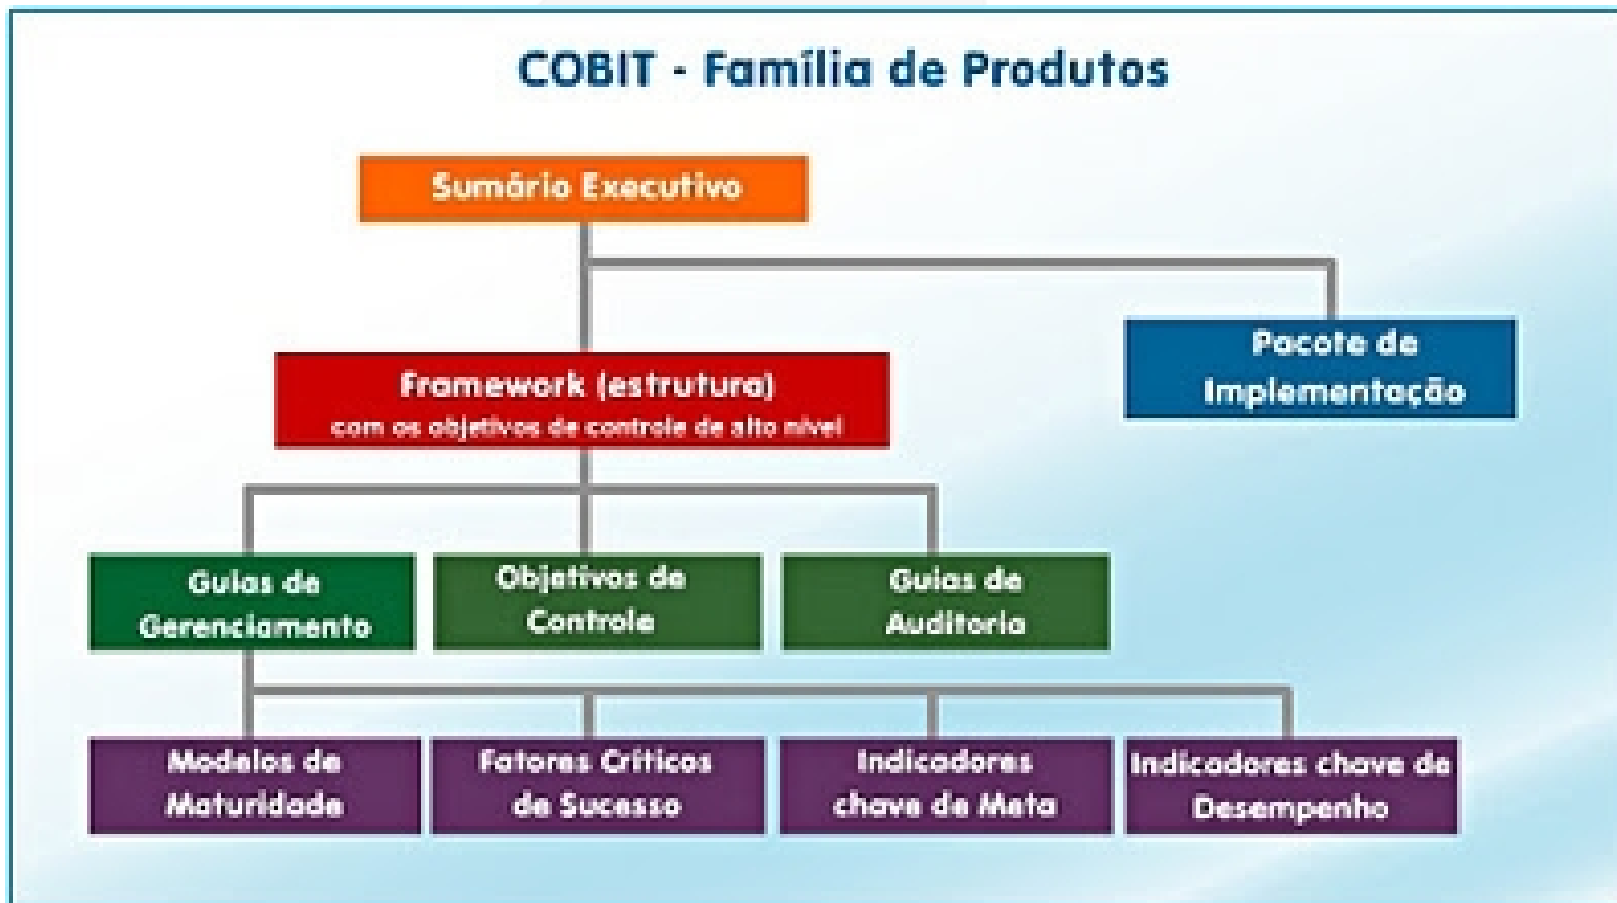 COBIT - Família de Produtos
Sumário Executivo
Pacote de
Implementação
Framework (estrutura)
com os objetivos de controle de alto nível
Guias de
Gerenciamento
Objetivos de
Controle
Guias de
Auditoria
Modelos de
Maturidade
Fatores Críticos
de Sucesso
Indicadores
chave de Meta
Indicadores chave de
Desempenho